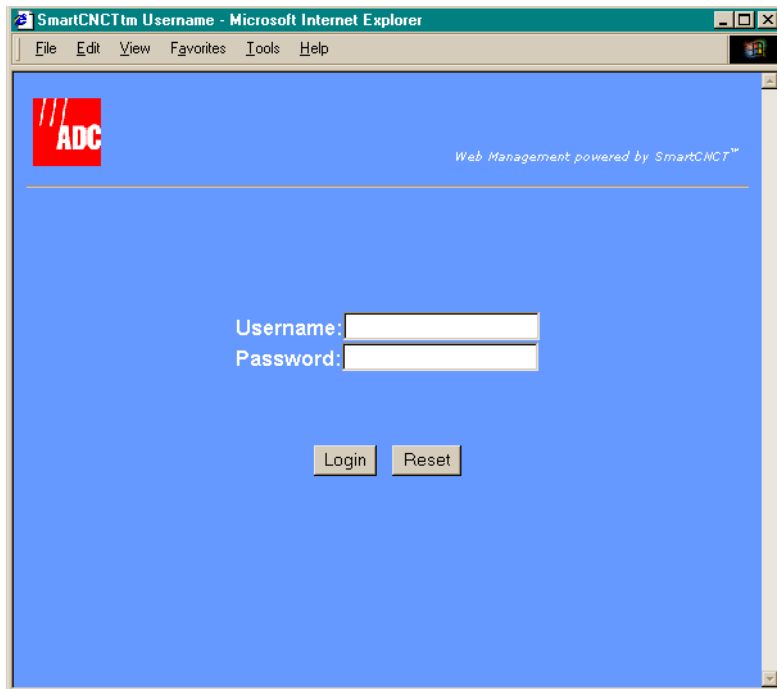 SmartCNCTtm Username - Microsoft Internet Explorer
File Edit View Favorites Tools Help
ADC
Web Management powered by SmartCNCT™
Username:
Password:
Login Reset